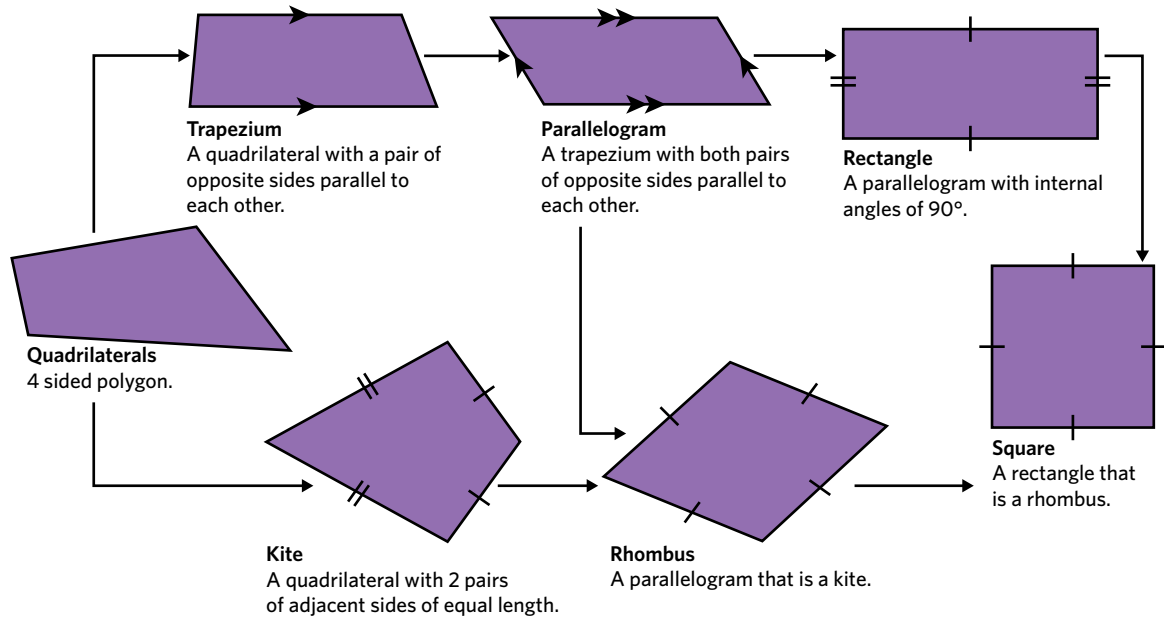 Trapezium
A quadrilateral with a pair of
opposite sides parallel to
each other.
Parallelogram
A trapezium with both pairs
of opposite sides parallel to
each other.
Rectangle
A parallelogram with internal
angles of 90°.
Quadrilaterals
4 sided polygon.
Kite
A quadrilateral with 2 pairs
of adjacent sides of equal length.
Rhombus
A parallelogram that is a kite.
Square
A rectangle that
is a rhombus.